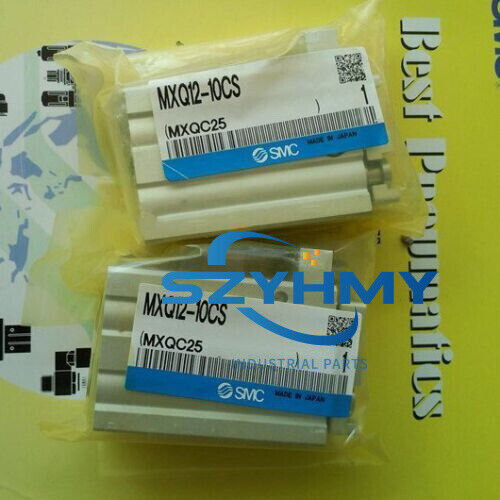 MXQ12-10CS
(MXQC25 ) 1
SMC MADE IN JAPAN
SZYHMY
INDUSTRIAL PARTS
MXQ12-10CS
(MXQC25 ) 1
SMC MADE IN JAPAN
Best Pneumatics